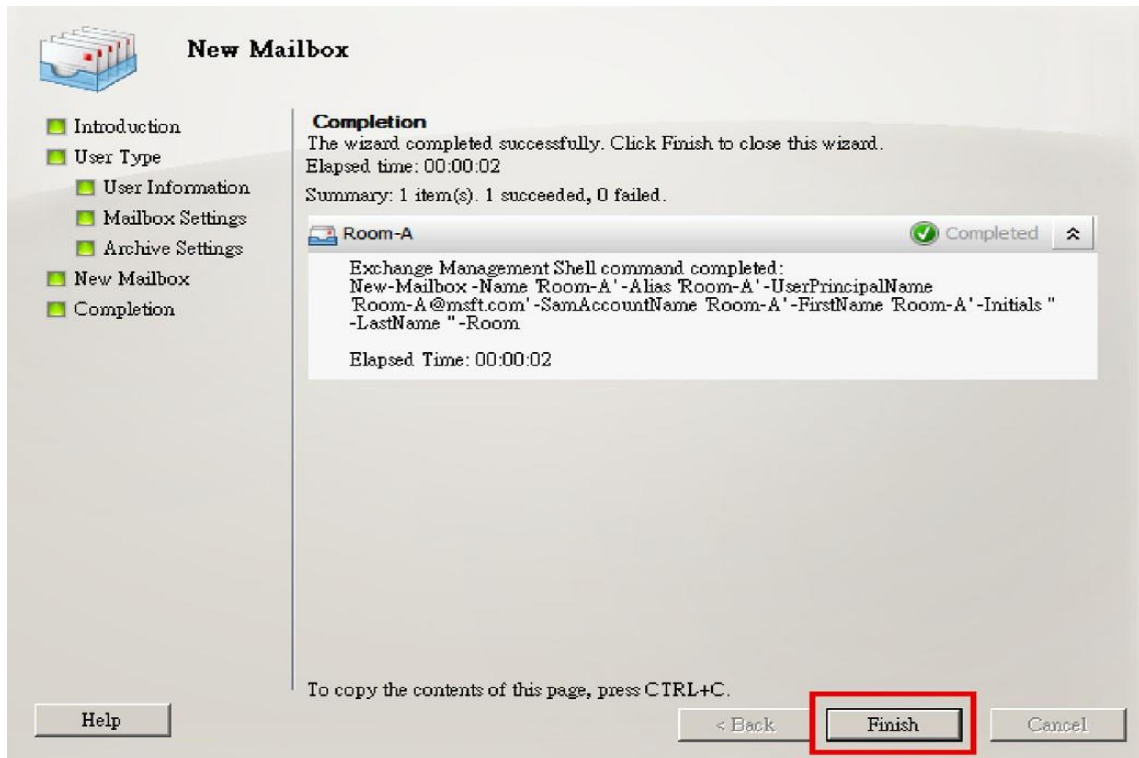 New Mailbox
Introduction
User Type
User Information
Mailbox Settings
Archive Settings
New Mailbox
Completion
Completion
The wizard completed successfully. Click Finish to close this wizard.
Elapsed time: 00:00:02
Summary: 1 item(s). 1 succeeded, 0 failed.
Room-A
Completed
Exchange Management Shell command completed:
New-Mailbox -Name 'Room-A' -Alias 'Room-A' -UserPrincipalName
'Room-A@msft.com' -SamAccountName 'Room-A' -FirstName 'Room-A' -Initials ''
-LastName '' -Room
Elapsed Time: 00:00:02
To copy the contents of this page, press CTRL+C.
Help
< Back
Finish
Cancel